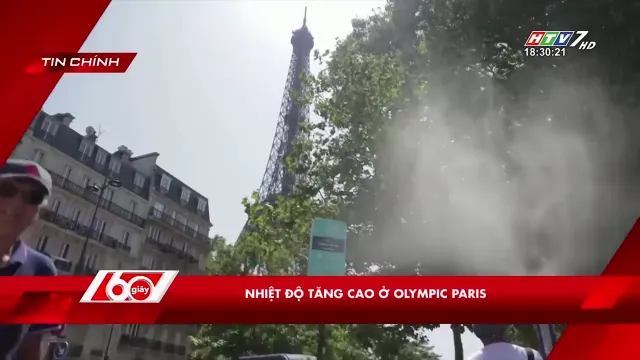 TIN CHÍNH
HTV7 HD
18:30:21
60 giây
NHIỆT ĐỘ TĂNG CAO Ở OLYMPIC PARIS